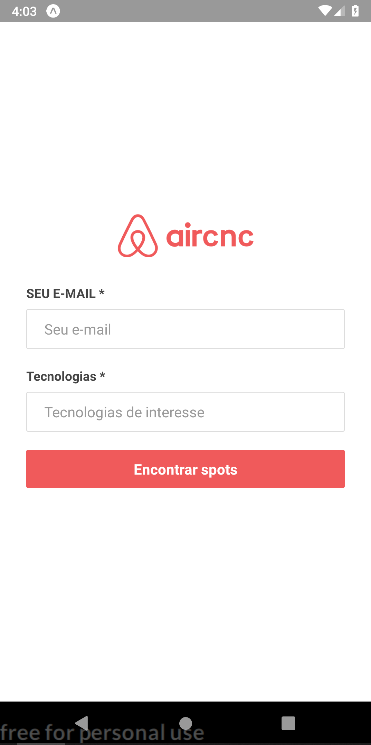 4:03
aircnc
SEU E-MAIL *
Seu e-mail
Tecnologias *
Tecnologias de interesse
Encontrar spots
free for personal use